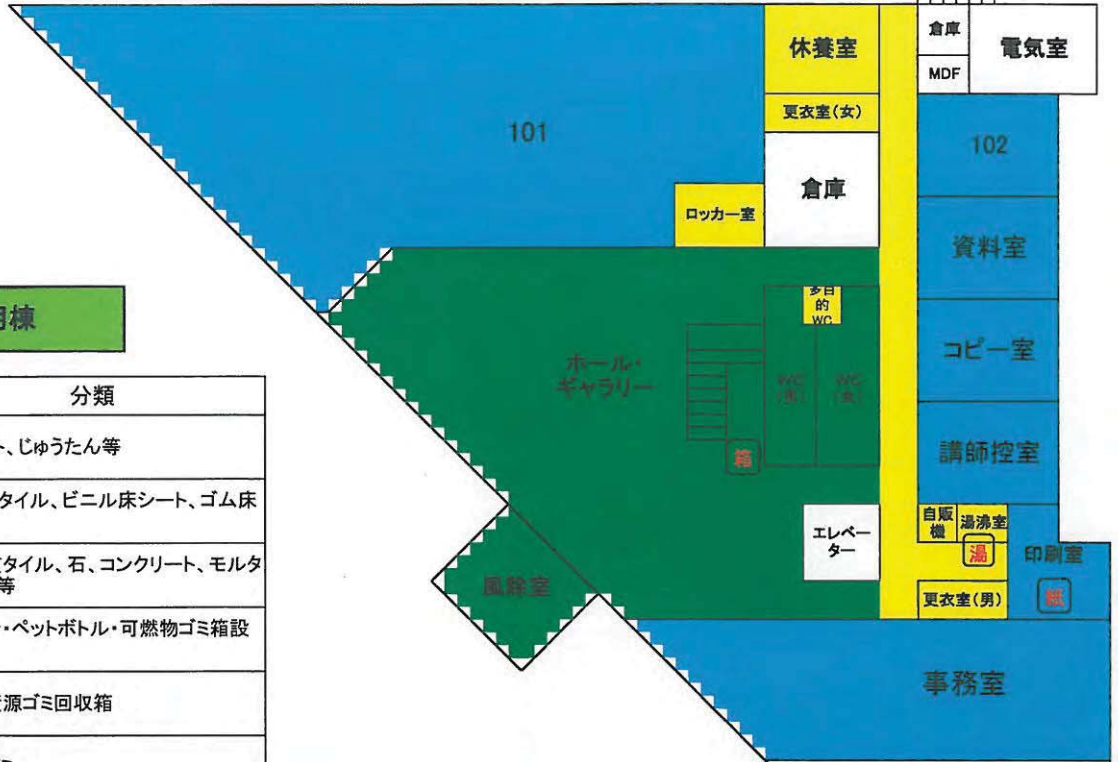 休養室
倉庫
電気室
MDF
更衣室(女)
101
102
倉庫
ロッカー室
資料室
棟
多目
的
WC
コピー室
ホール・
ギャラリー
WC
(男)
WC
(女)
分類
、じゅうたん等
箱
講師控室
タイル、ビニル床シート、ゴム床
エレベー
ター
自販
機
湯沸室
湯
印刷室
タイル、石、コンクリート、モルタ
等
風除室
更衣室(男)
紙
・ペットボトル・可燃物ゴミ箱設
事務室
源ゴミ回収箱